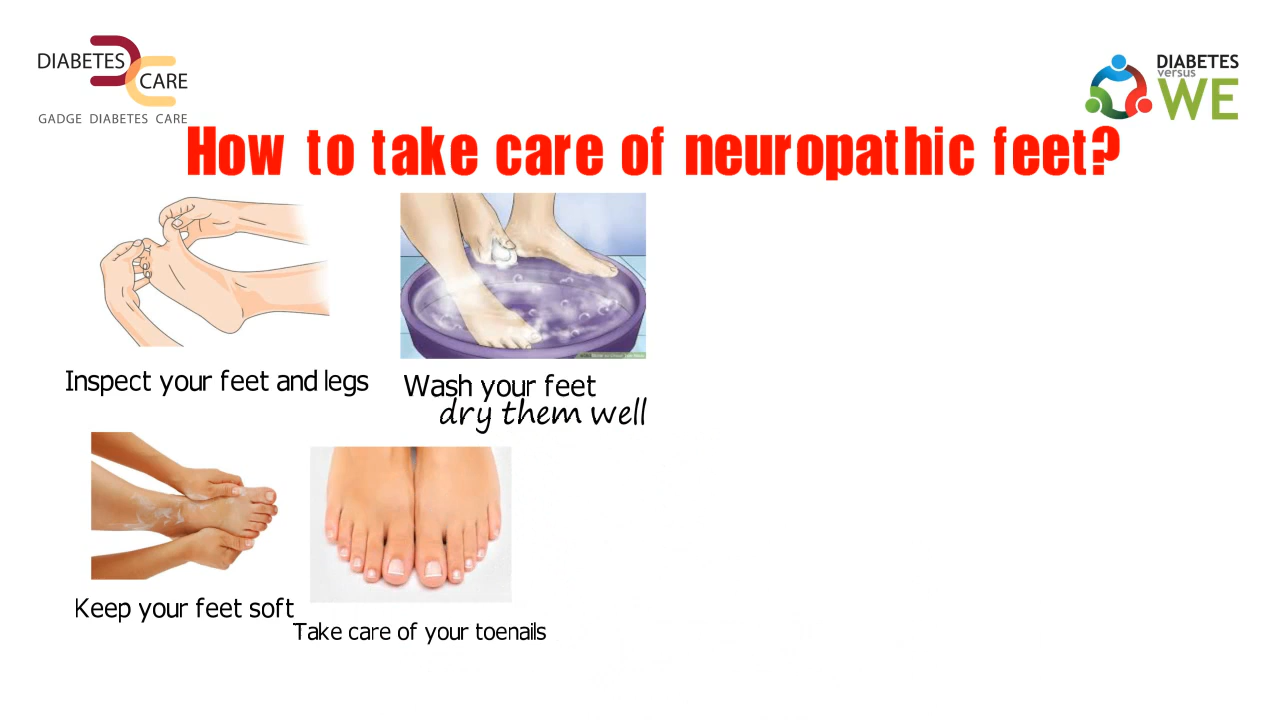 DIABETES
CARE
GADGE DIABETES CARE
DIABETES
versus
WE
How to take care of neuropathic feet?
Inspect your feet and legs
Wash your feet
dry them well
Keep your feet soft
Take care of your toenails